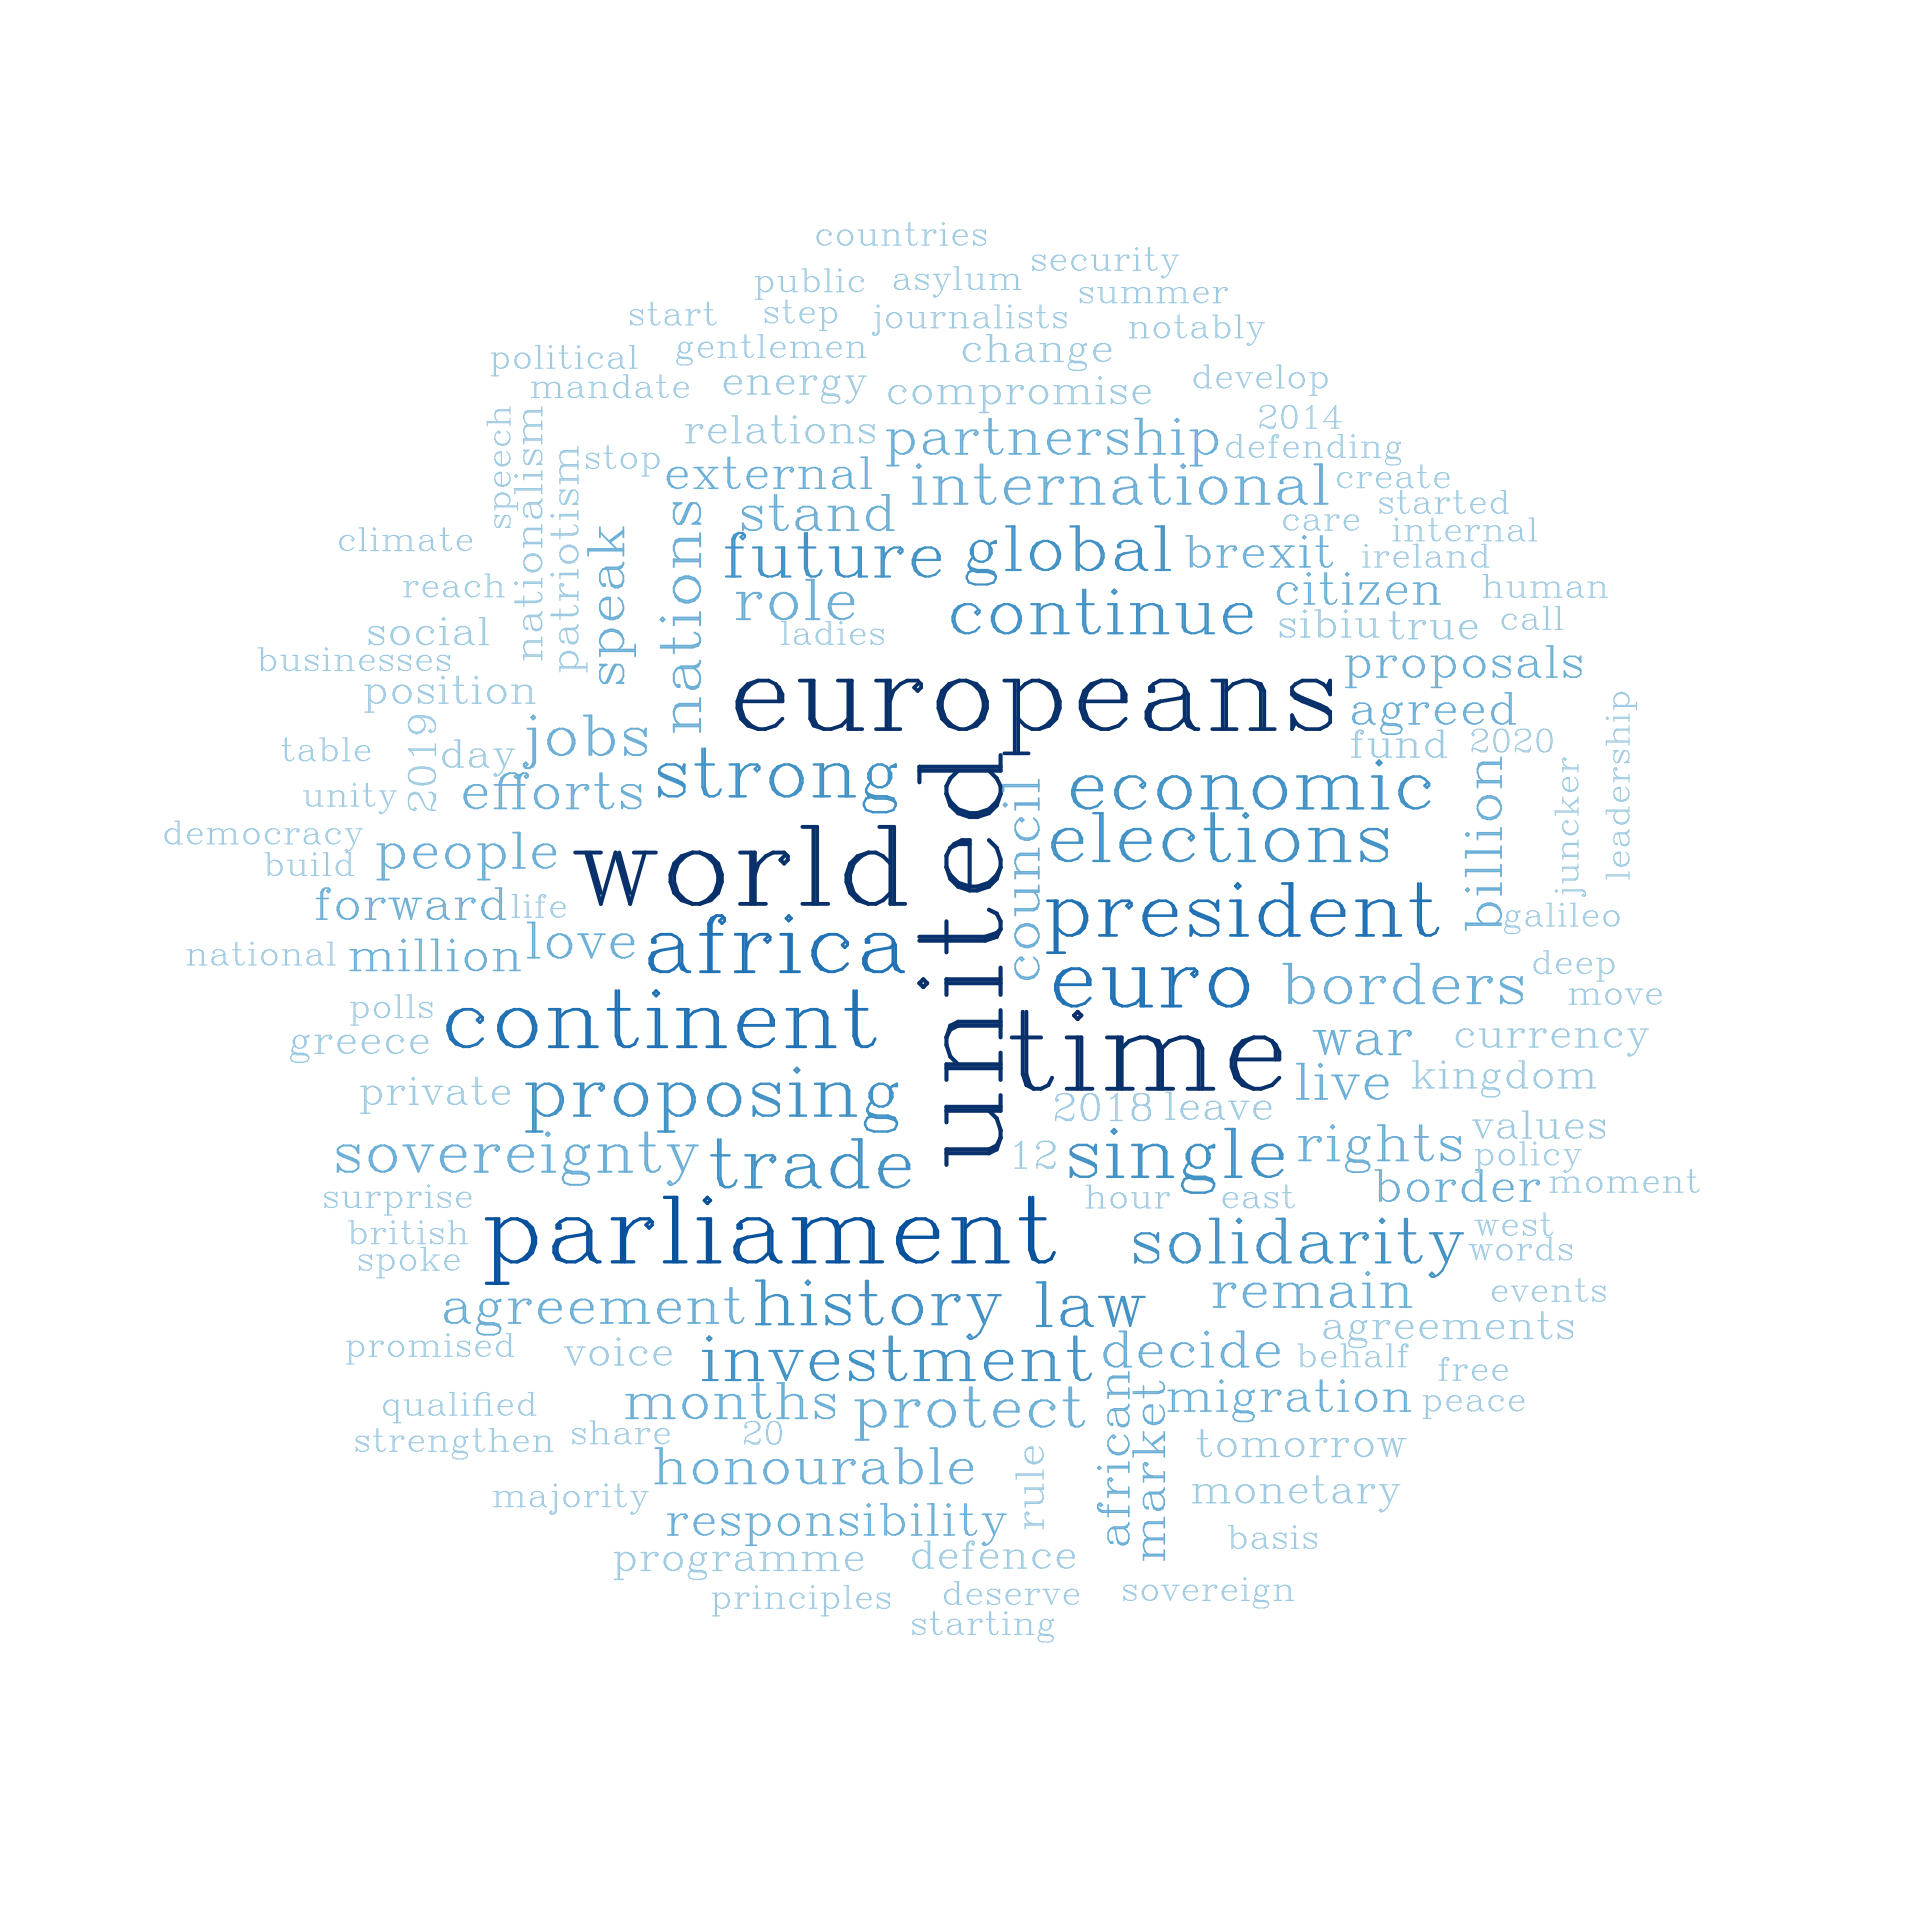 countries
security
public
asylum
summer
start
step
journalists
notably
political
gentlemen
change
mandate
energy
compromise
develop
speech
nationalism
relations
partnership
2014
defending
patriotism
stop
external
international
create
started
stand
care
internal
climate
speak
nations
future
global
brexit
ireland
reach
role
continue
citizen
human
social
ladies
sibiu
true
call
businesses
position
europeans
proposals
2019
day
jobs
agreed
leadership
table
strong
united
fund
2020
unity
efforts
council
economic
billion
juncker
democracy
build
people
world
elections
forward
life
president
galileo
national
million
love
africa
euro
borders
deep
move
polls
greece
continent
time
war
currency
private
proposing
live
kingdom
2018
leave
sovereignty
trade
12
single
rights
values
policy
surprise
hour
east
border
moment
british
spoke
parliament
solidarity
west
words
agreement
history
law
remain
events
agreements
promised
voice
investment
decide
behalf
free
qualified
months
protect
african
market
migration
peace
strengthen
share
20
tomorrow
majority
honourable
rule
monetary
responsibility
basis
programme
defence
principles
deserve
sovereign
starting